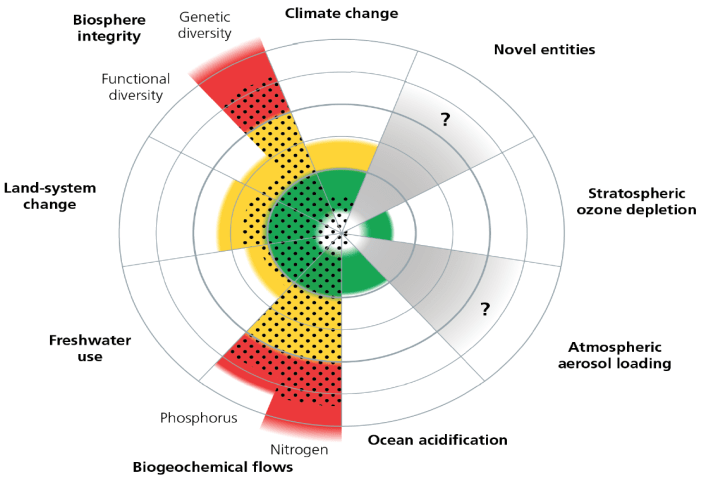 Climate change
Biosphere
integrity
Genetic
diversity
Novel entities
Functional
diversity
?
Land-system
change
Stratospheric
ozone depletion
?
Freshwater
use
Atmospheric
aerosol loading
Phosphorus
Nitrogen
Ocean acidification
Biogeochemical flows